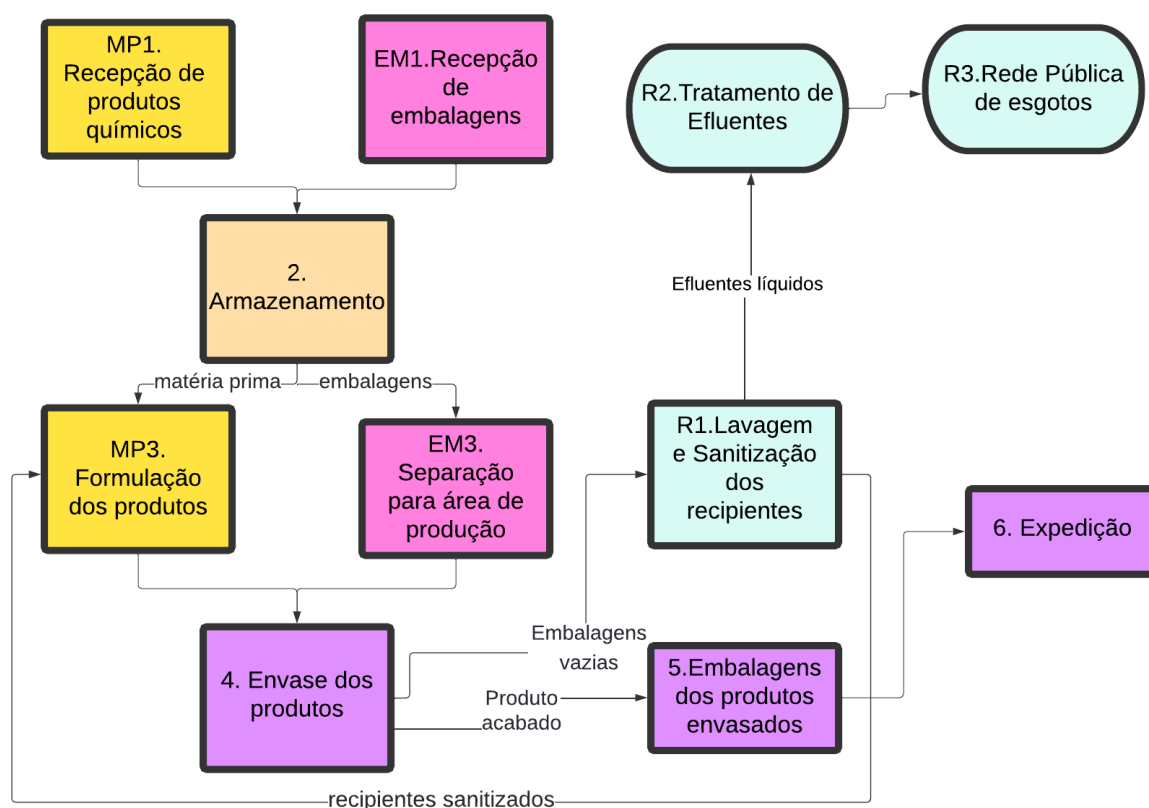 MP1.
Recepção de
produtos
químicos
EM1.Recepção
de
embalagens
R2.Tratamento de
Efluentes
R3.Rede Pública
de esgotos
2.
Armazenamento
Efluentes líquidos
matéria prima
embalagens
MP3.
Formulação
dos produtos
EM3.
Separação
para área de
produção
R1.Lavagem
e Sanitização
dos
recipientes
6. Expedição
4. Envase dos
produtos
Embalagens
vazias
Produto
acabado
5.Embalagens
dos produtos
envasados
recipientes sanitizados